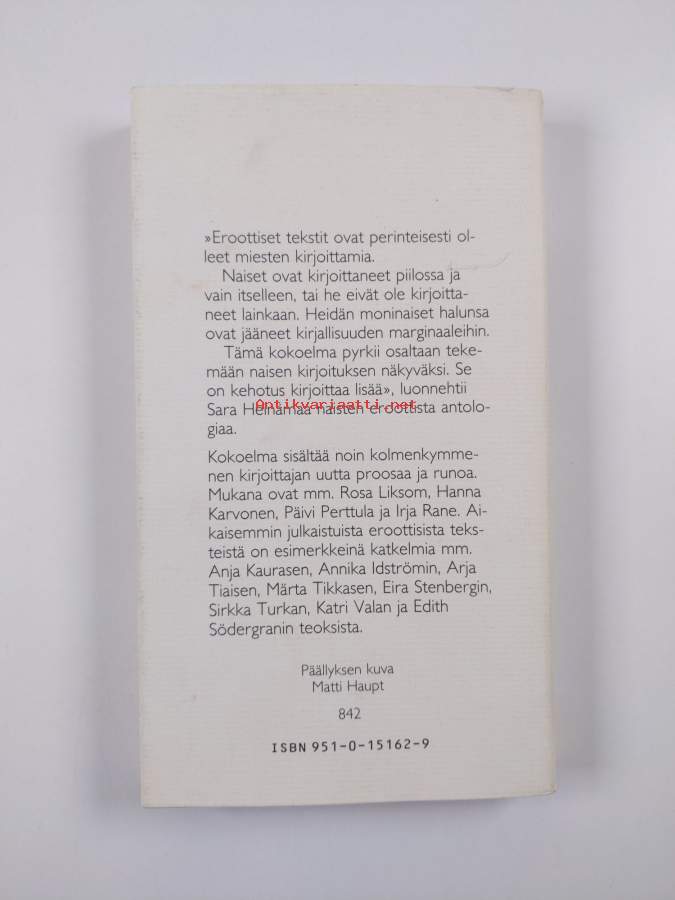 »Eroottiset tekstit ovat perinteisesti ol-
leet miesten kirjoittamia.
Naiset ovat kirjoittaneet piilossa ja
vain itselleen, tai he eivät ole kirjoitta-
neet lainkaan. Heidän moninaiset halunsa
ovat jääneet kirjallisuuden marginaaleihin.
Tämä kokoelma pyrkii osaltaan teke-
mään naisen kirjoituksen näkyväksi. Se
on kehotus kirjoittaa lisää», luonnehtii
Antikvariaatti.net
Sara Heinämaa naisten eroottista antolo-
giaa.
Kokoelma sisältää noin kolmenkymme-
nen kirjoittajan uutta proosaa ja runoa.
Mukana ovat mm. Rosa Liksom, Hanna
Karvonen, Päivi Perttula ja Irja Rane. Ai-
kaisemmin julkaistuista eroottisista teks-
teistä on esimerkkeinä katkelmia mm.
Anja Kaurasen, Annika Idströmin, Arja
Tiaisen, Märta Tikkasen, Eira Stenbergin,
Sirkka Turkan, Katri Valan ja Edith
Södergranin teoksista.
Päällyksen kuva
Matti Haupt
842
ISBN 951-0-15162-9